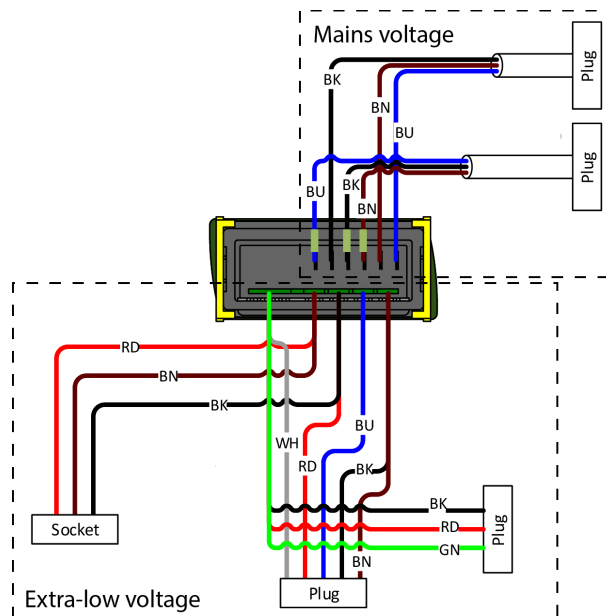 Mains voltage
Plug
BK
BN
BU
Plug
BU
BK
BN
RD
BN
BK
WH
RD
BU
BK
BK
RD
GN
BN
Plug
Socket
Plug
Extra-low voltage